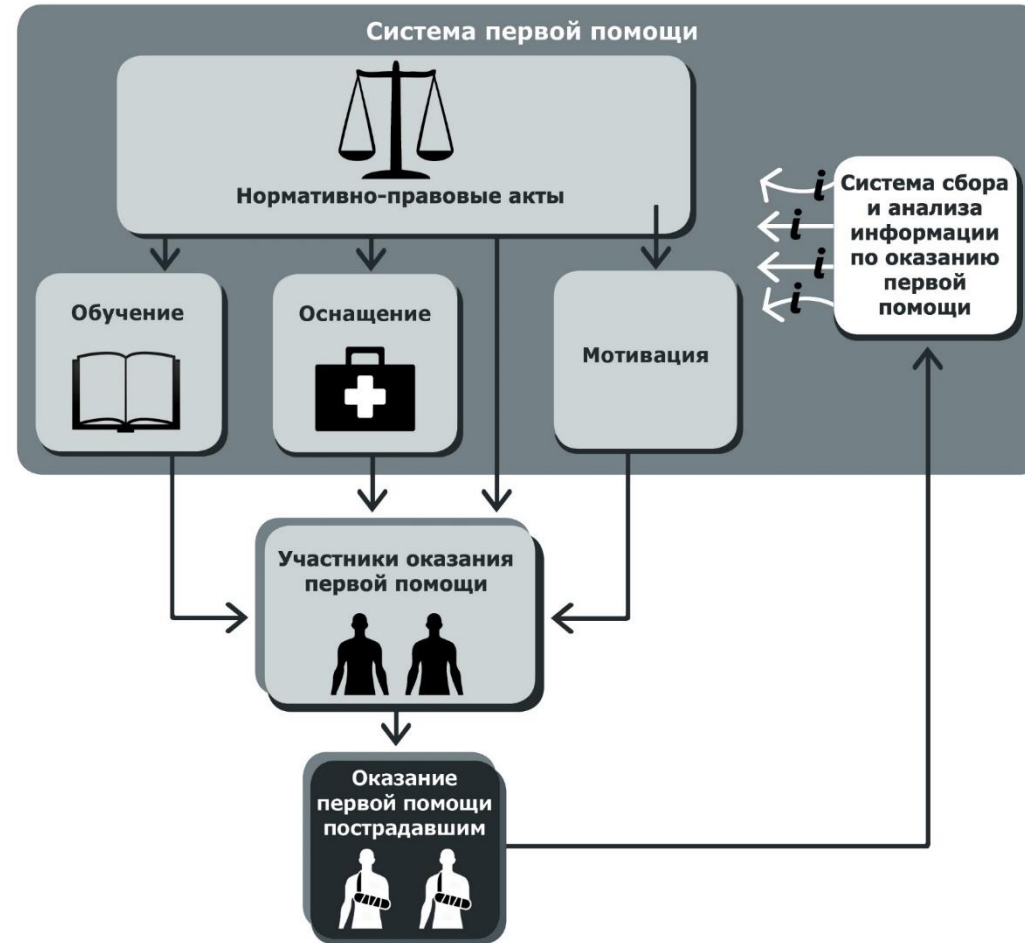 Система первой помощи
Нормативно-правовые акты
Система сбора
и анализа
информации
по оказанию
первой
помощи
i
i
i
i
Обучение
Оснащение
Мотивация
Участники оказания
первой помощи
Оказание
первой помощи
пострадавшим